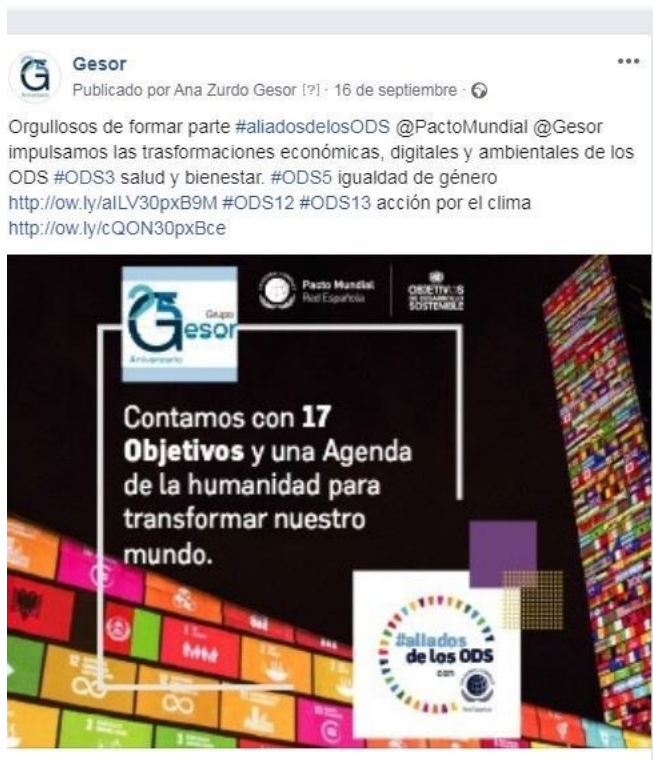 Gesor
Publicado por Ana Zurdo Gesor [?] · 16 de septiembre ·
Orgullosos de formar parte #aliadosdelosODS @PactoMundial @Gesor
impulsamos las trasformaciones económicas, digitales y ambientales de los
ODS #ODS3 salud y bienestar. #ODS5 igualdad de género
http://ow.ly/aILV30pxB9M #ODS12 #ODS13 acción por el clima
http://ow.ly/cQON30pxBce
25
Grupo
Gesor
Aniversario
Pacto Mundial
Red Española
OBJETIVOS
DE DESARROLLO
SOSTENIBLE
Contamos con 17
Objetivos y una Agenda
de la humanidad para
transformar nuestro
mundo.
#aliados
de los ODS
con